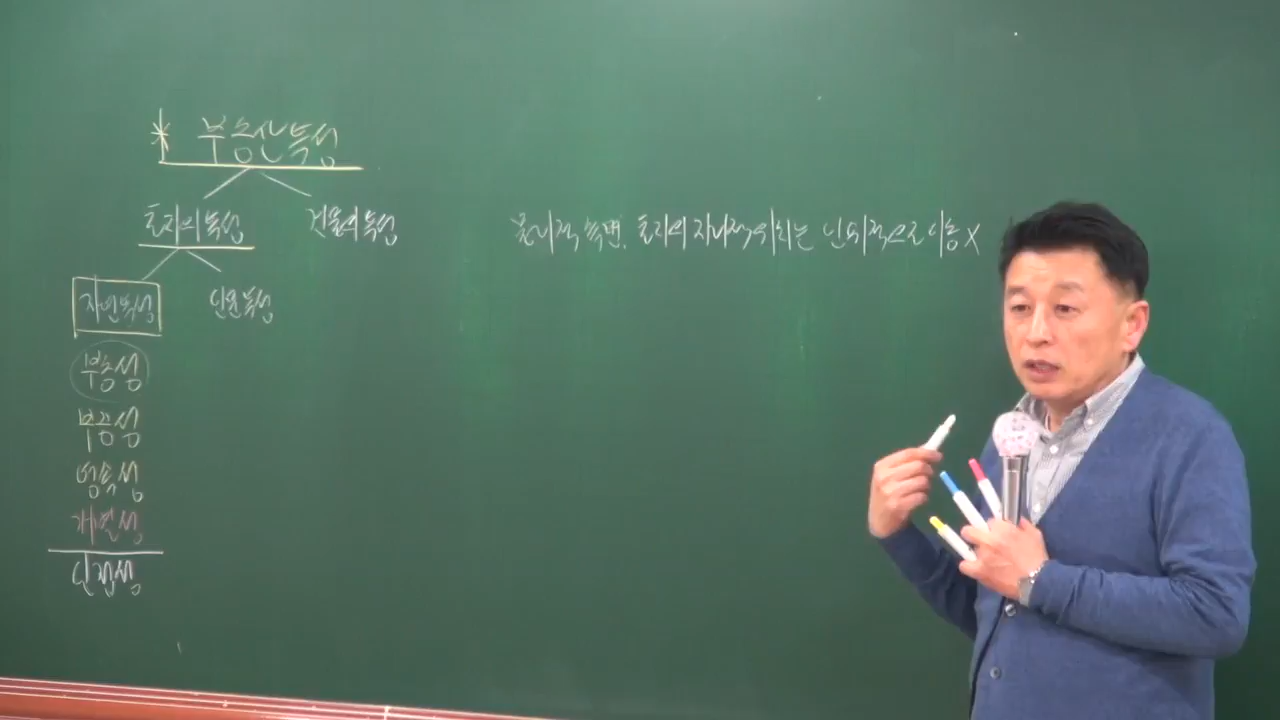 * 부동산특성
토지의 특성 건물의 특성
물리적 측면. 토지의 지리적 위치는 인위적으로 이동 X
자연특성 인문특성
부동성
부증성
영속성
개별성
인접성